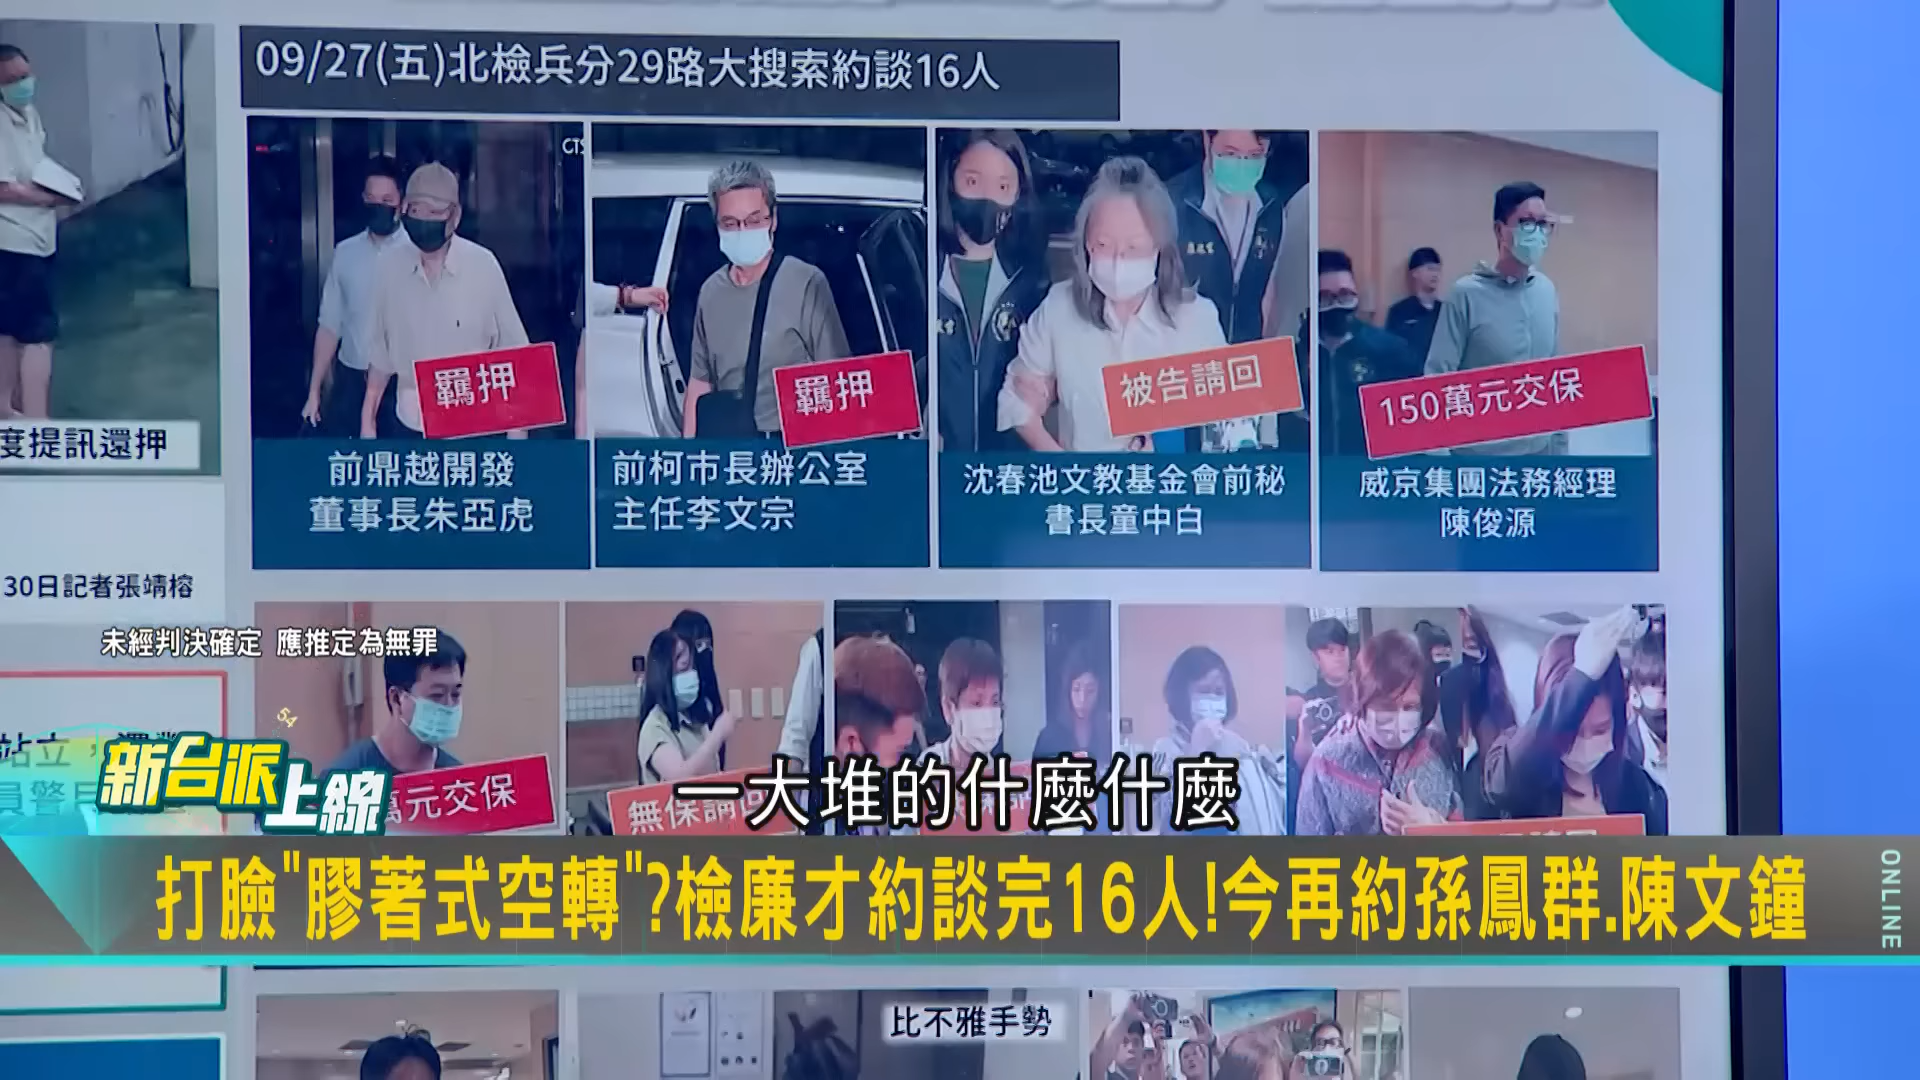 09/27(五)北檢兵分29路大搜索約談16人
CTS
羈押
羈押
被告請回
150萬元交保
前鼎越開發
董事長朱亞虎
前柯市長辦公室
主任李文宗
沈春池文教基金會前秘
書長童中白
威京集團法務經理
陳俊源
度提訊還押
30日記者張靖榕
未經判決確定 應推定為無罪
54
站立，
新台派上線
萬元交保
無保請回
一大堆的什麼什麼
打臉"膠著式空轉"?檢廉才約談完16人!今再約孫鳳群.陳文鐘
ONLINE
比不雅手勢